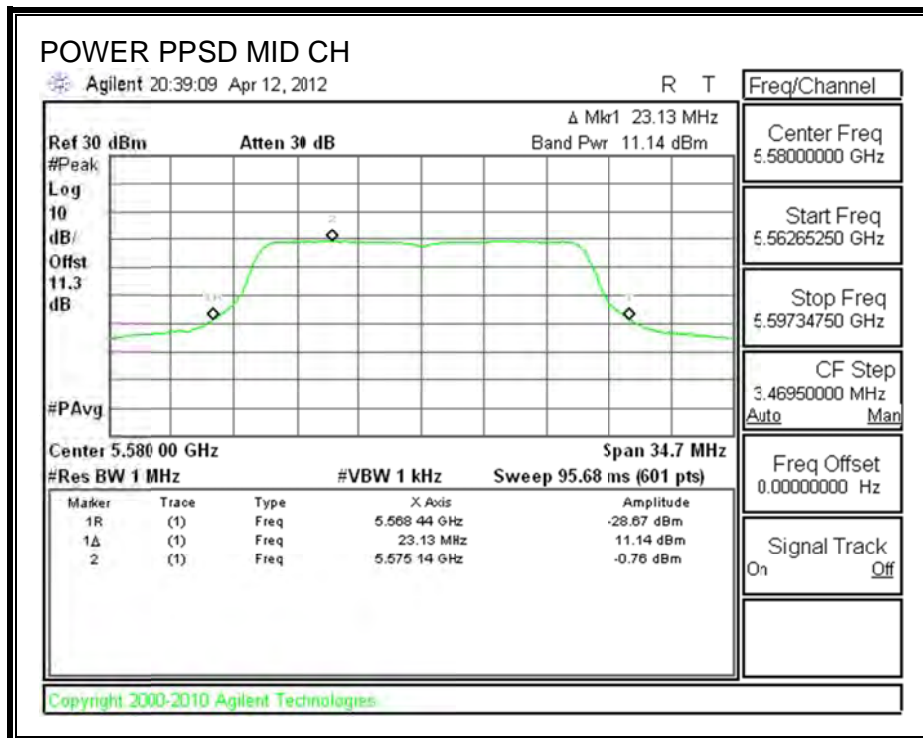 POWER PPSD MID CH
Agilent 20:39:09 Apr 12, 2012 R T
Δ Mkr1 23.13 MHz
Ref 30 dBm Atten 30 dB Band Pwr 11.14 dBm
#Peak
Log
10
dB/
Offst
11.3
dB
#PAvg
2
1R
1
Center 5.580 00 GHz Span 34.7 MHz
#Res BW 1 MHz #VBW 1 kHz Sweep 95.68 ms (601 pts)
Marker Trace Type X Axis Amplitude
1R (1) Freq 5.568 44 GHz -28.67 dBm
1Δ (1) Freq 23.13 MHz 11.14 dBm
2 (1) Freq 5.575 14 GHz -0.76 dBm
Copyright 2000-2010 Agilent Technologies
Freq/Channel
Center Freq
5.58000000 GHz
Start Freq
5.56265250 GHz
Stop Freq
5.59734750 GHz
CF Step
3.46950000 MHz
Auto Man
Freq Offset
0.00000000 Hz
Signal Track
On Off